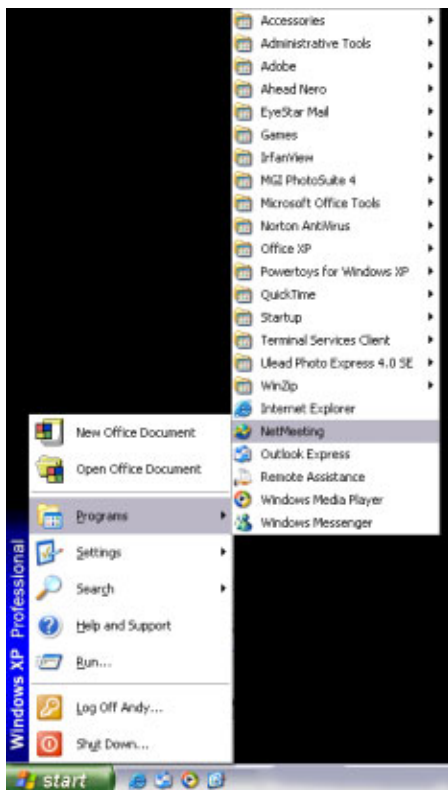 Accessories
Administrative Tools
Adobe
Ahead Nero
EyeStar Mail
Games
IrfanView
MGI PhotoSuite 4
Microsoft Office Tools
Norton AntiVirus
Office XP
Powertoys for Windows XP
QuickTime
Startup
Terminal Services Client
Ulead Photo Express 4.0 SE
WinZip
Internet Explorer
NetMeeting
Outlook Express
Remote Assistance
Windows Media Player
Windows Messenger
New Office Document
Open Office Document
Programs
Settings
Search
Help and Support
Run...
Log Off Andy...
Shut Down...
Windows XP Professional
start